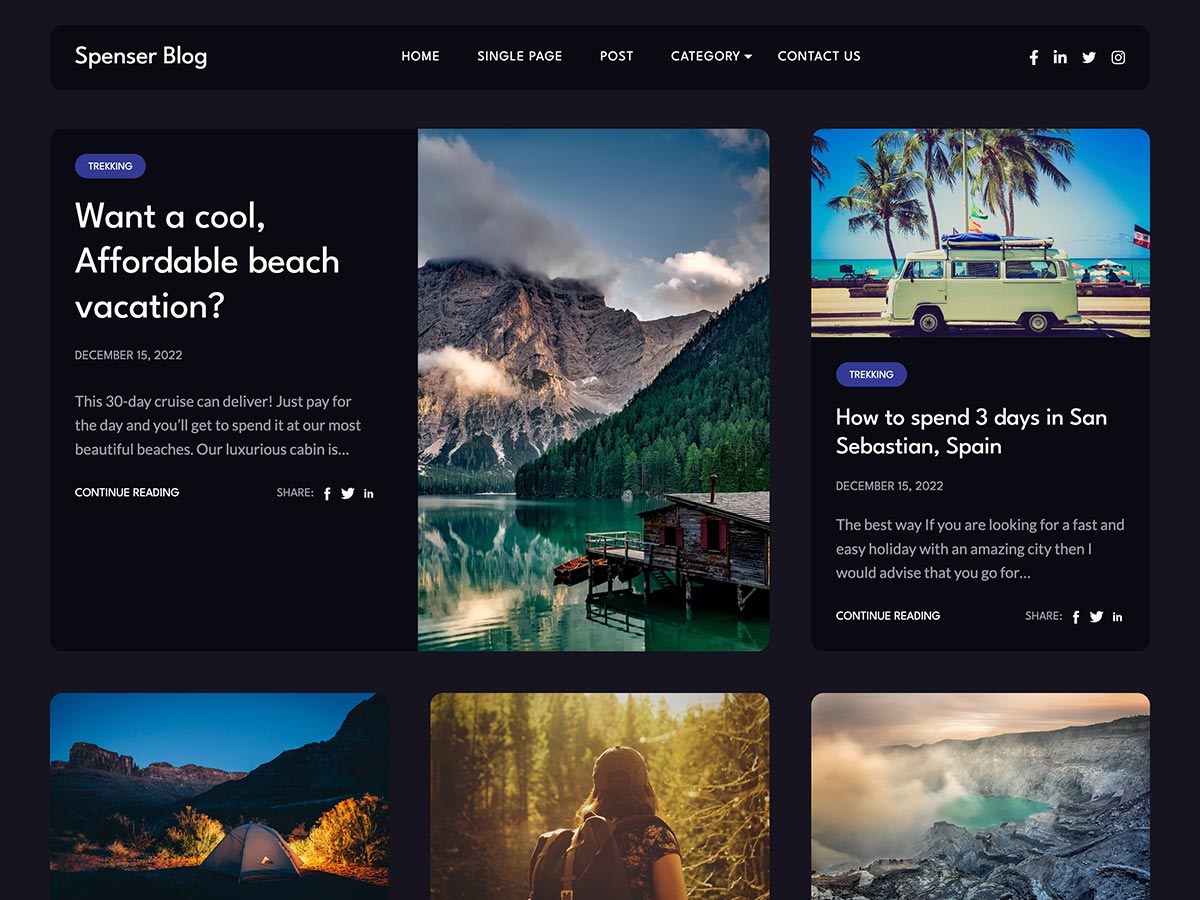 Spenser Blog
HOME SINGLE PAGE POST CATEGORY CONTACT US
TREKKING
Want a cool,
Affordable beach
vacation?
DECEMBER 15, 2022
This 30-day cruise can deliver! Just pay for
the day and you’ll get to spend it at our most
beautiful beaches. Our luxurious cabin is…
CONTINUE READING SHARE:
TREKKING
How to spend 3 days in San
Sebastian, Spain
DECEMBER 15, 2022
The best way If you are looking for a fast and
easy holiday with an amazing city then I
would advise that you go for…
CONTINUE READING SHARE: